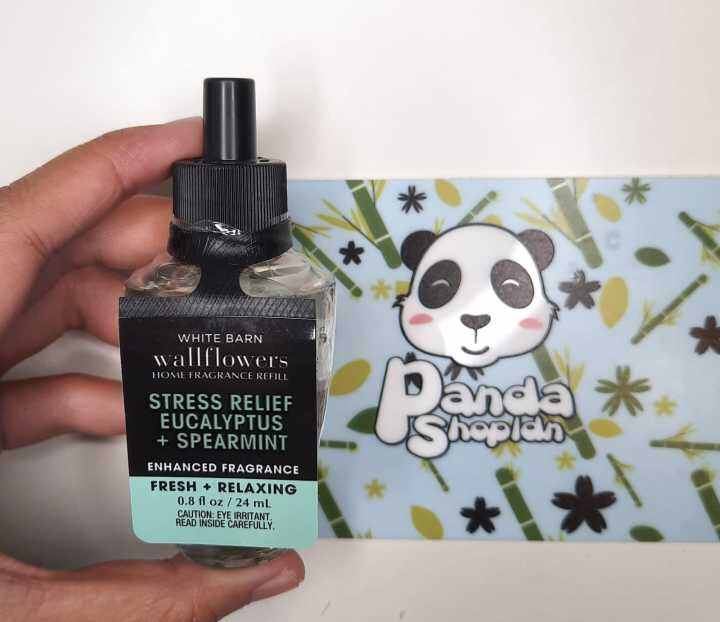 WHITE BARN
wallflowers
HOME FRAGRANCE REFILL
STRESS RELIEF
EUCALYPTUS
+ SPEARMINT
ENHANCED FRAGRANCE
FRESH + RELAXING
0.8 fl oz / 24 mL
CAUTION: EYE IRRITANT.
READ INSIDE CAREFULLY.
Panda
ShopIdn